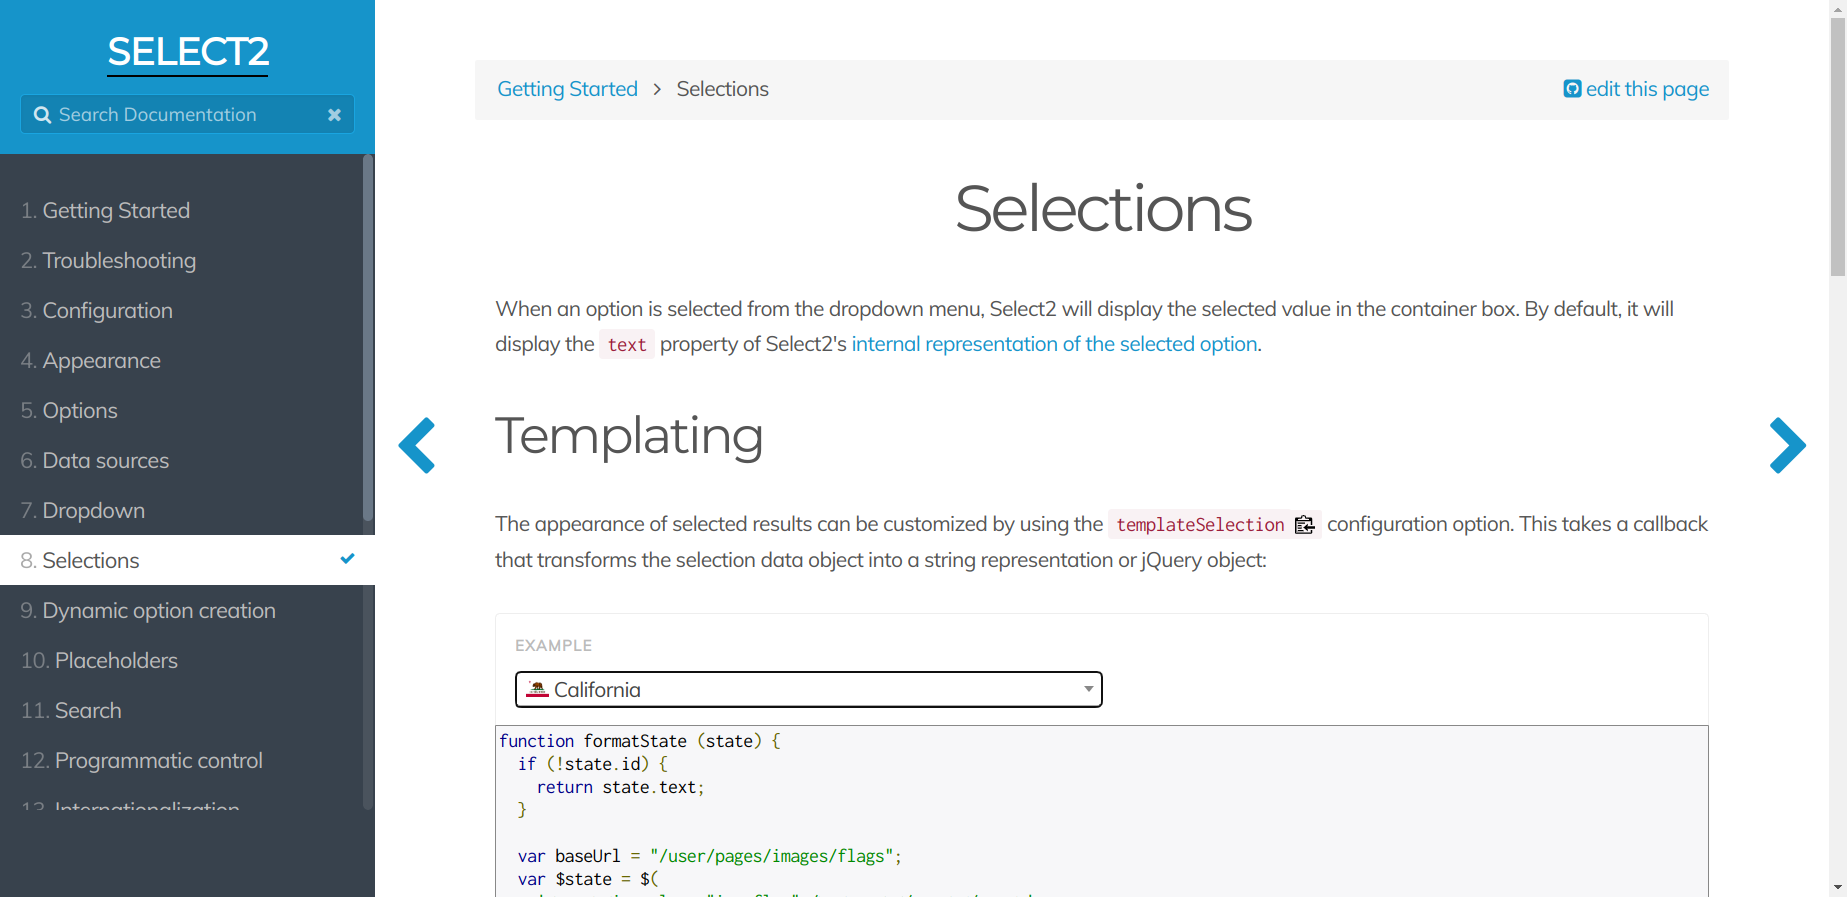 SELECT2
Search Documentation
1. Getting Started
2. Troubleshooting
3. Configuration
4. Appearance
5. Options
6. Data sources
7. Dropdown
8. Selections
9. Dynamic option creation
10. Placeholders
11. Search
12. Programmatic control
13. Internationalization
Getting Started > Selections
edit this page
Selections
When an option is selected from the dropdown menu, Select2 will display the selected value in the container box. By default, it will
display the text property of Select2's internal representation of the selected option.
Templating
The appearance of selected results can be customized by using the templateSelection configuration option. This takes a callback
that transforms the selection data object into a string representation or jQuery object:
EXAMPLE
California
function formatState (state) {
if (!state.id) {
return state.text;
}
var baseUrl = "/user/pages/images/flags";
var $state = $(